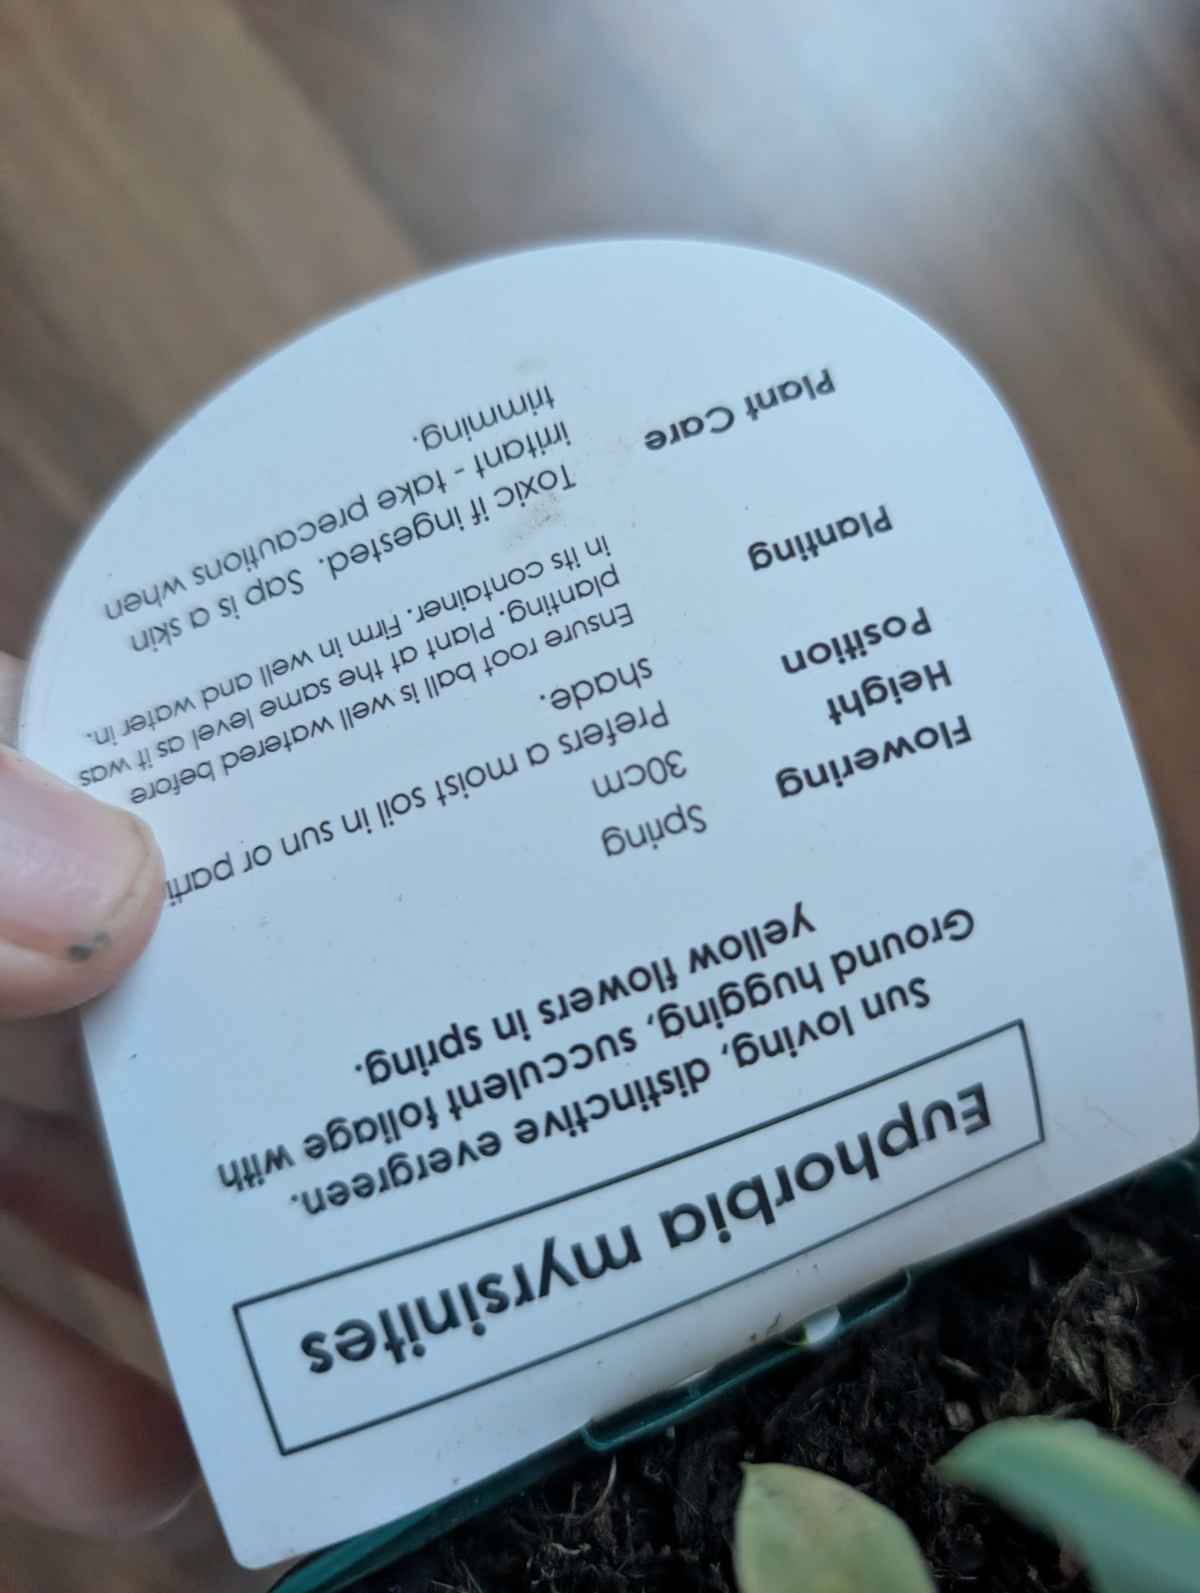 Euphorbia myrsinites
Sun loving, distinctive evergreen.
Ground hugging, succulent foliage with
yellow flowers in spring.
Flowering Spring
Height 30cm
Position Prefers a moist soil in sun or parti
shade.
Planting Ensure root ball is well watered before
planting. Plant at the same level as it was
in its container. Firm in well and water in.
Plant Care Toxic if ingested. Sap is a skin
irritant - take precautions when
trimming.